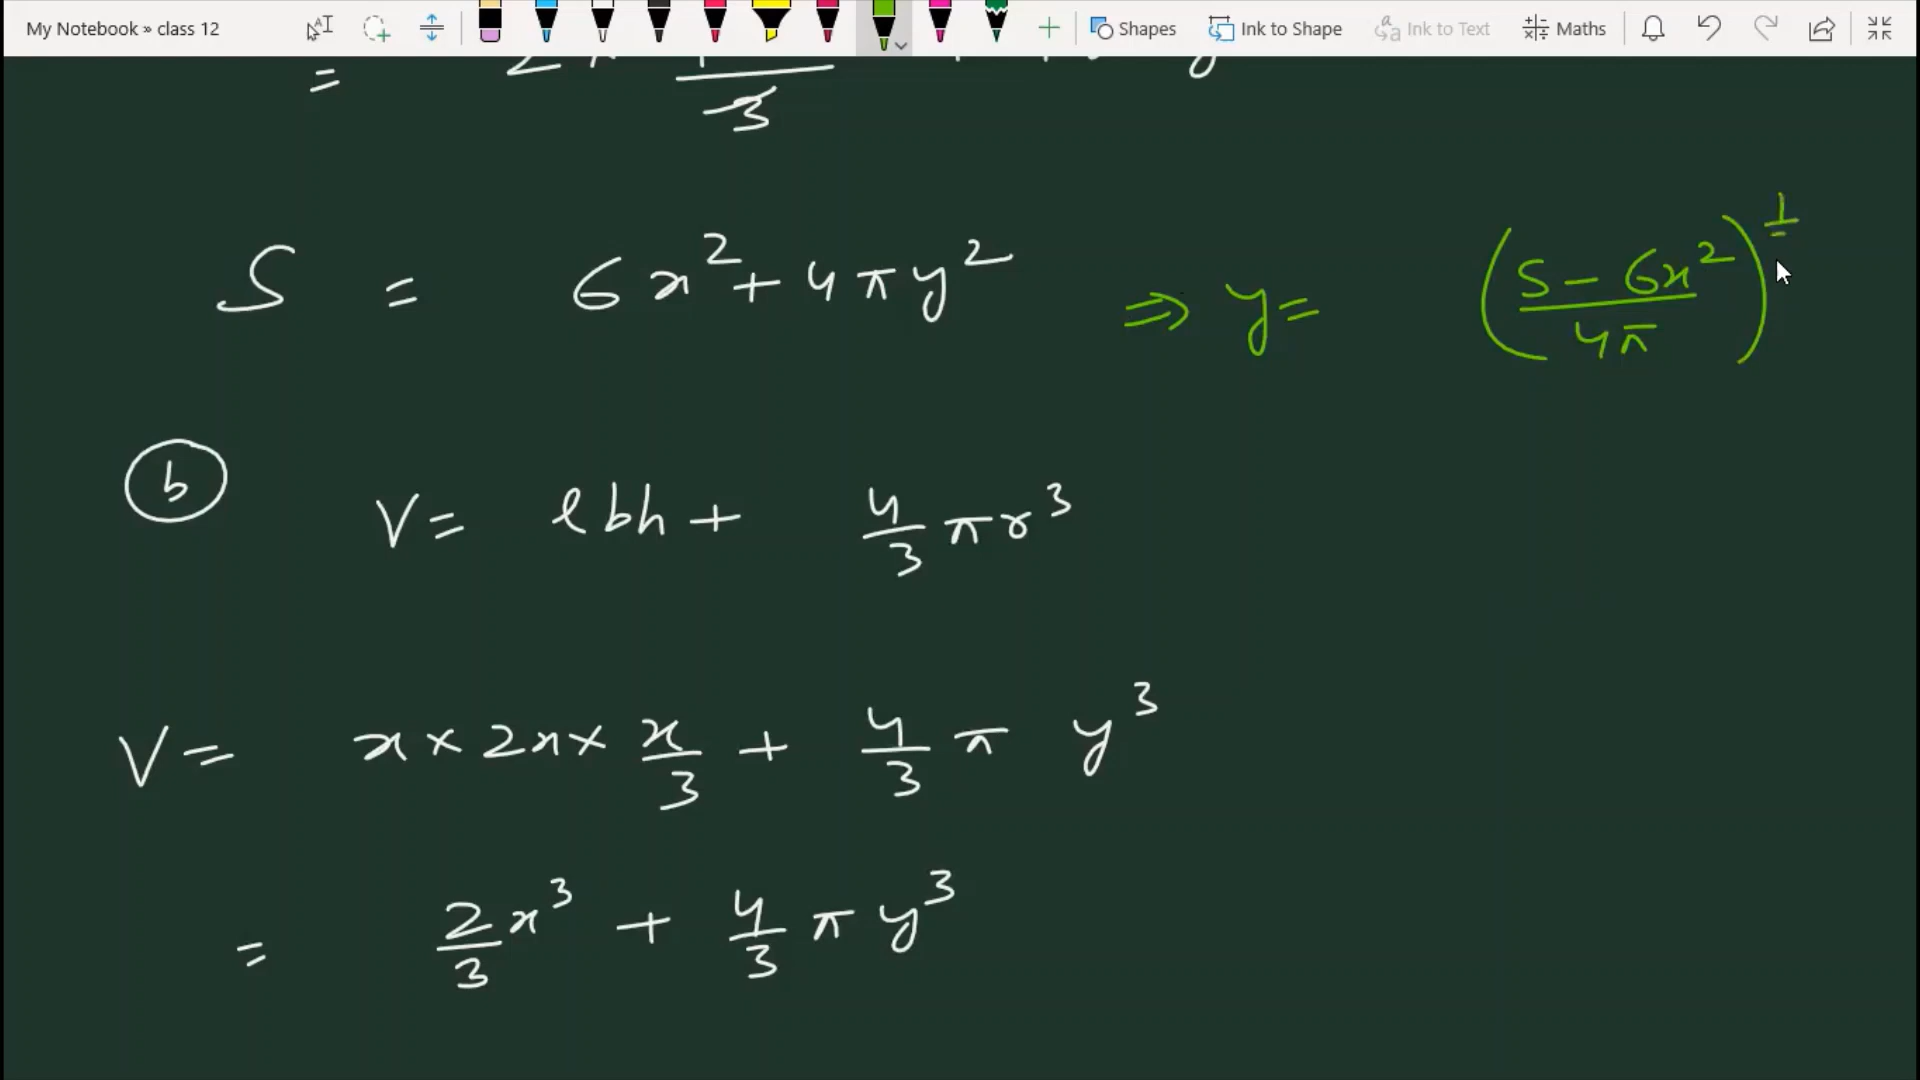 My Notebook » class 12
Shapes Ink to Shape Ink to Text Maths
=
3
S = 6x² + 4πy² ⇒ y = ((S - 6x²)/4π)^1/
b
V = lbh + 4/3 πr³
V = x × 2x × x/3 + 4/3 π y³
= 2/3 x³ + 4/3 π y³